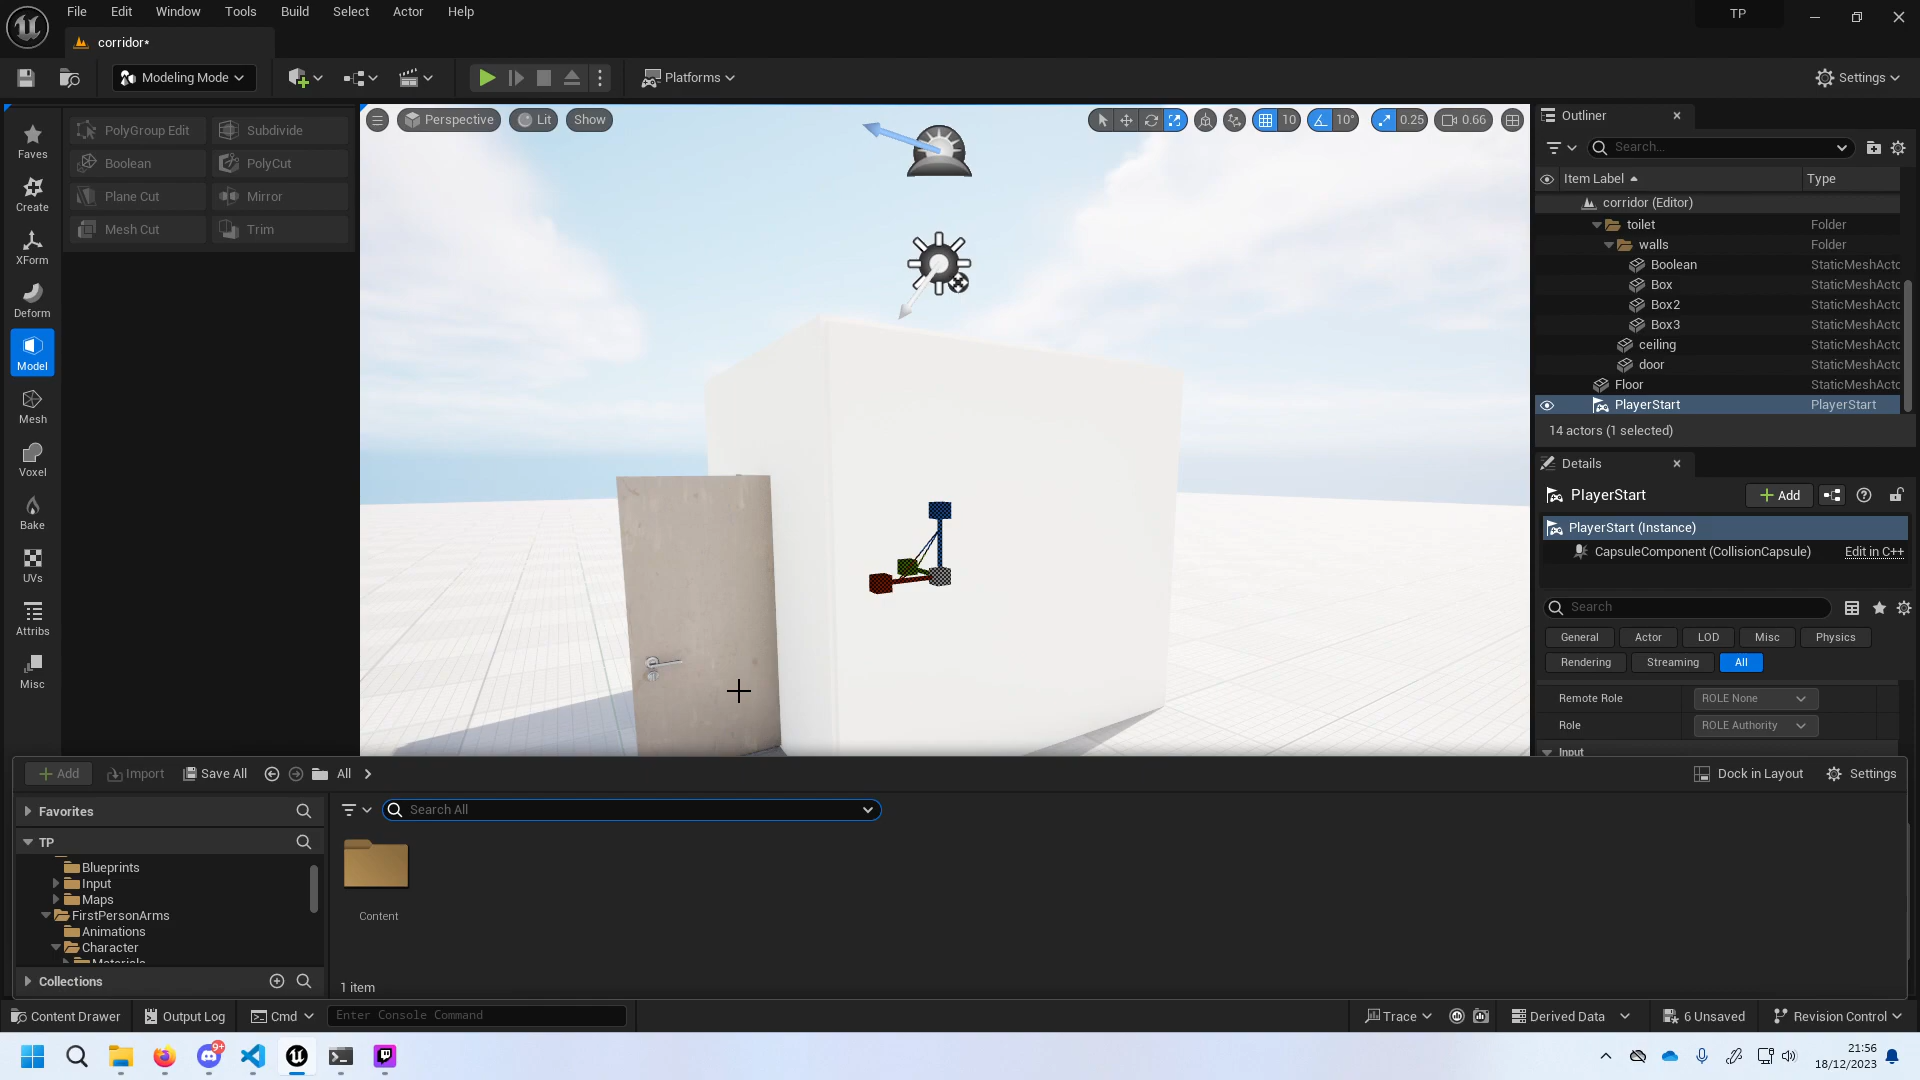 File Edit Window Tools Build Select Actor Help
TP
corridor*
Modeling Mode
Platforms
Settings
Faves
Create
XForm
Deform
Model
Mesh
Voxel
Bake
UVs
Attribs
Misc
PolyGroup Edit
Subdivide
Boolean
PolyCut
Plane Cut
Mirror
Mesh Cut
Trim
Perspective
Lit
Show
10
10°
0.25
0.66
Outliner
Search...
Item Label
Type
corridor (Editor)
toilet Folder
walls Folder
Boolean StaticMeshActo
Box StaticMeshActo
Box2 StaticMeshActo
Box3 StaticMeshActo
ceiling StaticMeshActo
door StaticMeshActo
Floor StaticMeshActo
PlayerStart PlayerStart
14 actors (1 selected)
Details
PlayerStart
Add
PlayerStart (Instance)
CapsuleComponent (CollisionCapsule) Edit in C++
Search
General Actor LOD Misc Physics
Rendering Streaming All
Remote Role ROLE None
Role ROLE Authority
Input
Add Import Save All All
Dock in Layout
Settings
Favorites
TP
Blueprints
Input
Maps
FirstPersonArms
Animations
Character
Materials
Collections
Search All
Content
1 item
Content Drawer
Output Log
Cmd
Enter Console Command
Trace
Derived Data
6 Unsaved
Revision Control
9+
21:56
18/12/2023